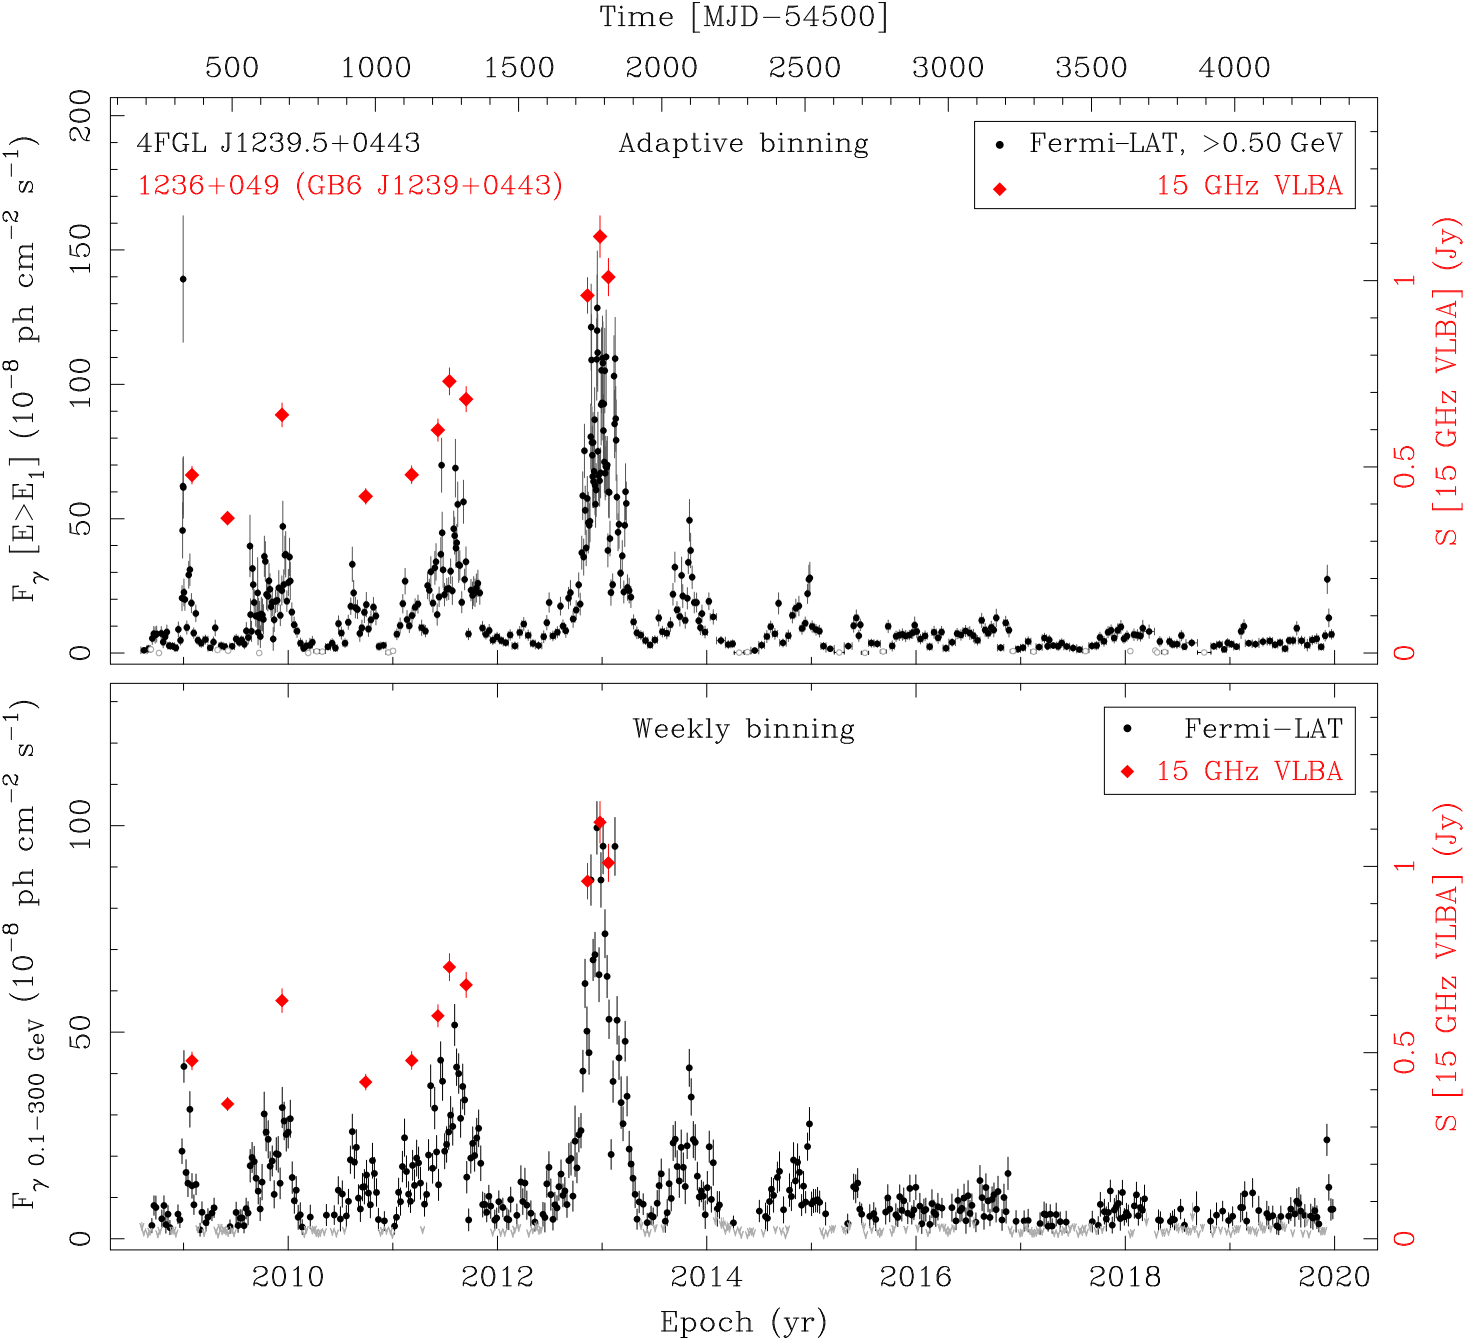 Time [MJD−54500]
500 1000 1500 2000 2500 3000 3500 4000
4FGL J1239.5+0443
1236+049 (GB6 J1239+0443)
Adaptive binning
Fermi−LAT, >0.50 GeV
15 GHz VLBA
Fγ [E>E1] (10−8 ph cm−2 s−1)
200
150
100
50
0
S [15 GHz VLBA] (Jy)
1
0.5
0
Weekly binning
Fermi−LAT
15 GHz VLBA
Fγ 0.1−300 GeV (10−8 ph cm−2 s−1)
100
50
0
S [15 GHz VLBA] (Jy)
1
0.5
0
2010 2012 2014 2016 2018 2020
Epoch (yr)